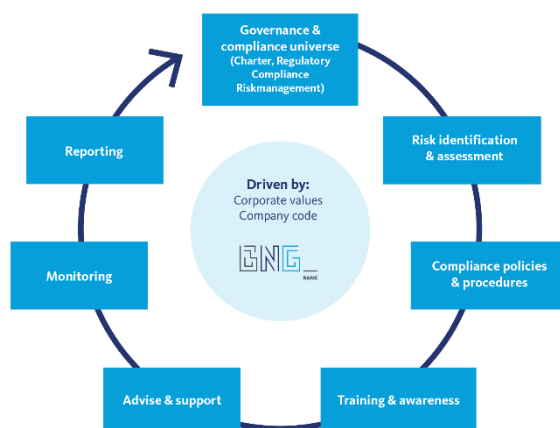 Governance &
compliance universe
(Charter, Regulatory
Compliance
Riskmanagement)
Risk identification
& assessment
Compliance policies
& procedures
Training & awareness
Advise & support
Monitoring
Reporting
Driven by:
Corporate values
Company code
BNG_
BANK